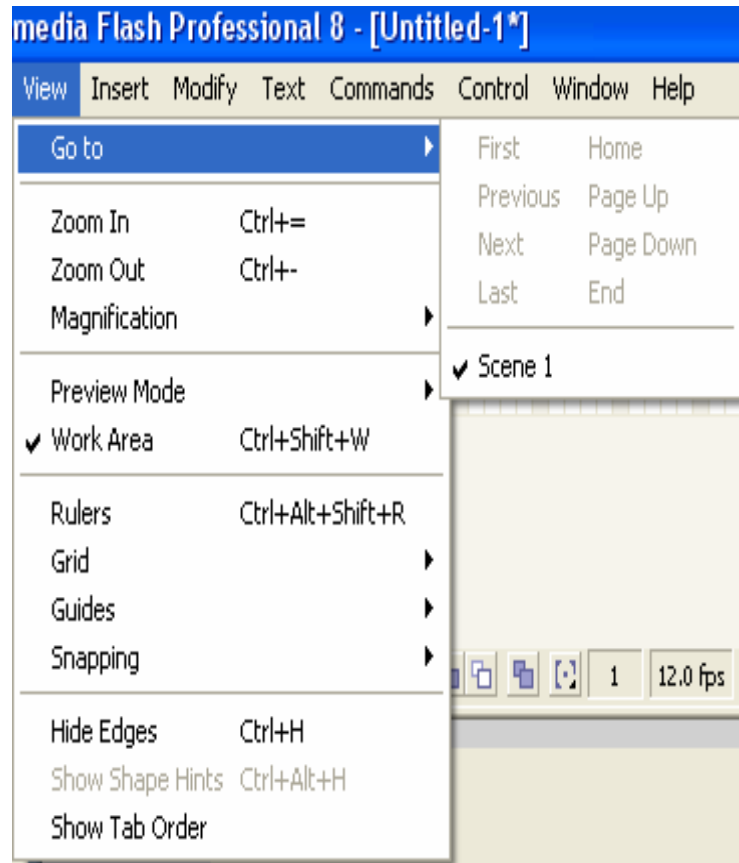 media Flash Professional 8 - [Untitled-1*]
View Insert Modify Text Commands Control Window Help
Go to
Zoom In Ctrl+=
Zoom Out Ctrl+-
Magnification
Preview Mode
Work Area Ctrl+Shift+W
Rulers Ctrl+Alt+Shift+R
Grid
Guides
Snapping
Hide Edges Ctrl+H
Show Shape Hints Ctrl+Alt+H
Show Tab Order
First Home
Previous Page Up
Next Page Down
Last End
Scene 1
1 12.0 fps